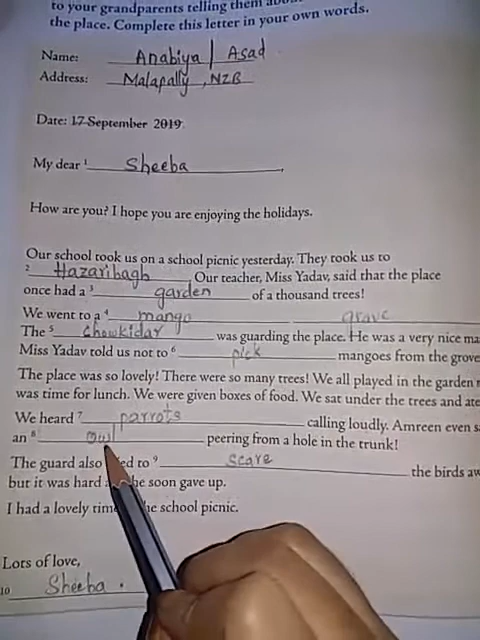 to your grandparents telling them about
the place. Complete this letter in your own words.
Name: Anabiya | Asad
Address: Malapally, NZB
Date: 17 September 2019
My dear 1 Sheeba,
How are you? I hope you are enjoying the holidays.
Our school took us on a school picnic yesterday. They took us to
2 Hazaribagh. Our teacher, Miss Yadav, said that the place
once had a 3 garden of a thousand trees!
We went to a 4 mango grave
The 5 chowkidar was guarding the place. He was a very nice
Miss Yadav told us not to 6 pick mangoes from the grove
The place was so lovely! There were so many trees! We all played in the garden
was time for lunch. We were given boxes of food. We sat under the trees and ate
We heard 7 parrots calling loudly. Amreen even
an 8 owl peering from a hole in the trunk!
The guard also to 9 scare the birds
but it was hard he soon gave up.
I had a lovely the school picnic.
Lots of love,
10 Sheeba.